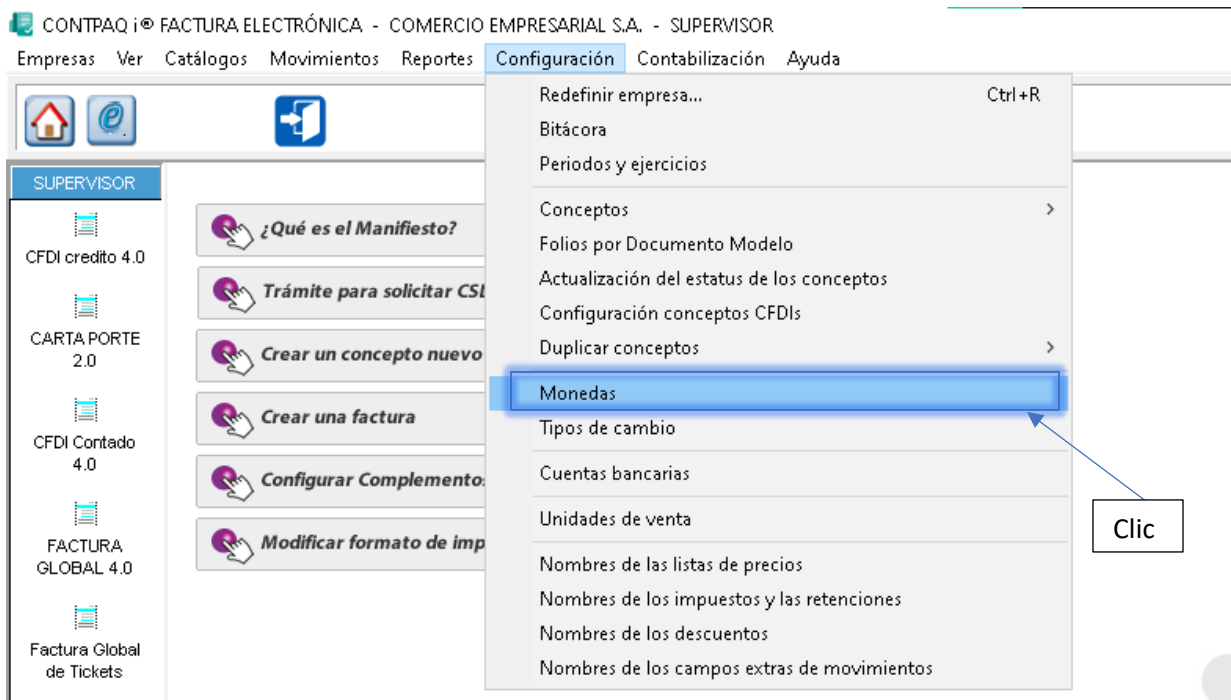 CONTPAQ i® FACTURA ELECTRÓNICA - COMERCIO EMPRESARIAL S.A. - SUPERVISOR
Empresas Ver Catálogos Movimientos Reportes Configuración Contabilización Ayuda
Redefinir empresa... Ctrl+R
Bitácora
Periodos y ejercicios
Conceptos
Folios por Documento Modelo
Actualización del estatus de los conceptos
Configuración conceptos CFDIs
Duplicar conceptos
Monedas
Tipos de cambio
Cuentas bancarias
Unidades de venta
Nombres de las listas de precios
Nombres de los impuestos y las retenciones
Nombres de los descuentos
Nombres de los campos extras de movimientos
Clic
SUPERVISOR
CFDI credito 4.0
CARTA PORTE
2.0
CFDI Contado
4.0
FACTURA
GLOBAL 4.0
Factura Global
de Tickets
¿Qué es el Manifiesto?
Trámite para solicitar
Crear un concepto nuevo
Crear una factura
Configurar Complemento
Modificar formato de imp